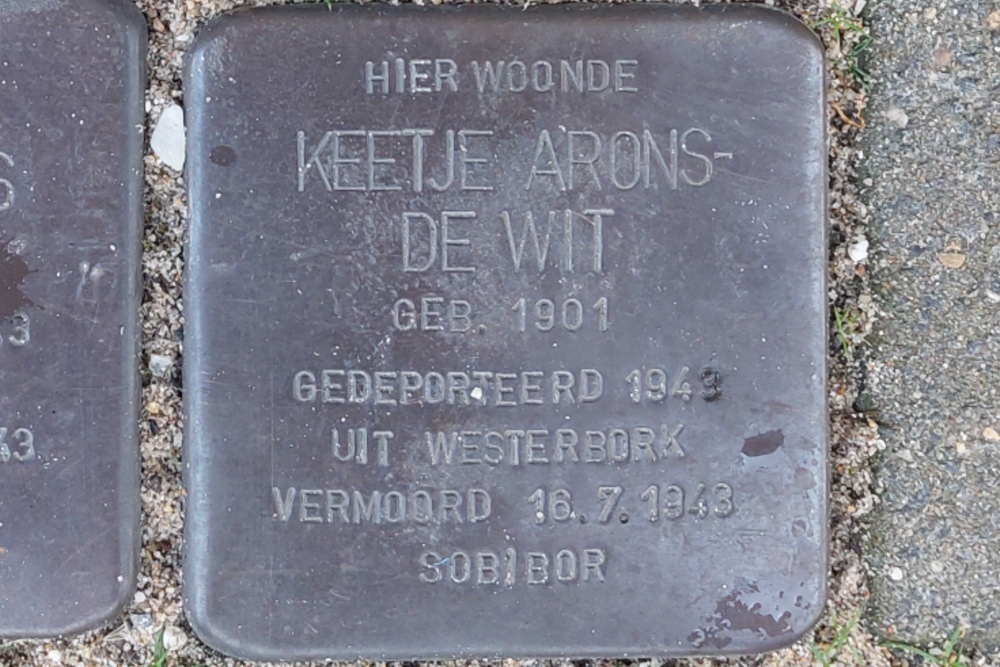 HIER WOONDE
KEETJE ARONS-
DE WIT
GEB. 1901
GEDEPORTEERD 1943
UIT WESTERBORK
VERMOORD 16.7.1943
SOBIBOR